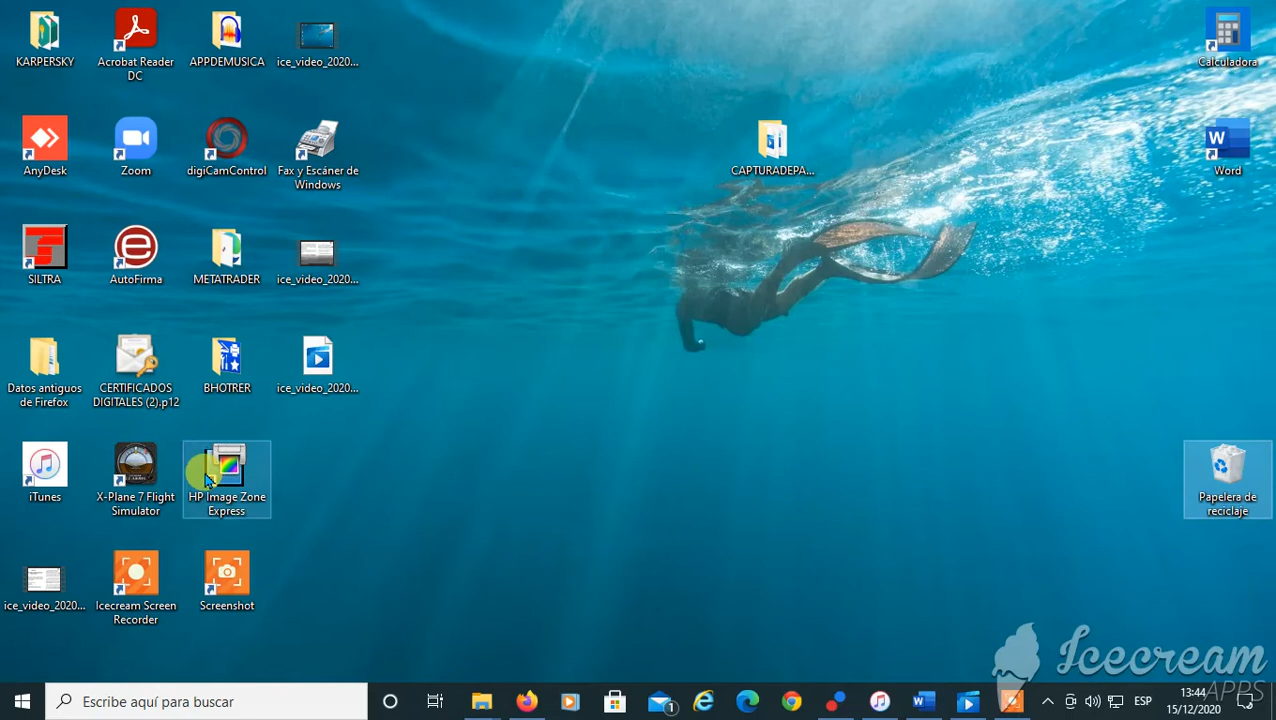 KARPERSKY
Acrobat Reader
DC
APPDEMUSICA
ice_video_2020...
Calculadora
AnyDesk
Zoom
digiCamControl
Fax y Escáner de
Windows
CAPTURADEPA...
W
Word
SILTRA
AutoFirma
METATRADER
ice_video_2020...
Datos antiguos
de Firefox
CERTIFICADOS
DIGITALES (2).p12
BHOTRER
ice_video_2020...
iTunes
X-Plane 7 Flight
Simulator
HP Image Zone
Express
Papelera de
reciclaje
ice_video_2020...
Icecream Screen
Recorder
Screenshot
Icecream
APPS
Escribe aquí para buscar
1
W
ESP
13:44
15/12/2020